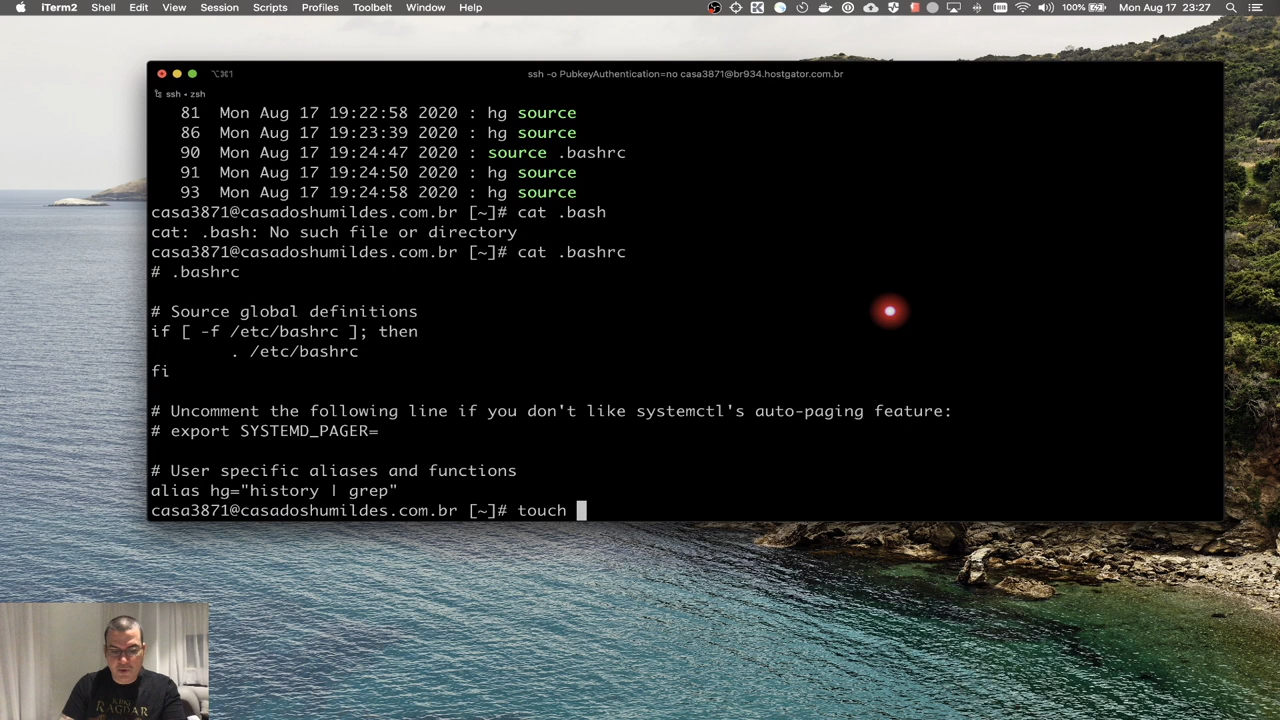 iTerm2 Shell Edit View Session Scripts Profiles Toolbelt Window Help 100% Mon Aug 17 23:27
⌥⌘1 ssh -o PubkeyAuthentication=no casa3871@br934.hostgator.com.br
ssh • zsh
81 Mon Aug 17 19:22:58 2020 : hg source
86 Mon Aug 17 19:23:39 2020 : hg source
90 Mon Aug 17 19:24:47 2020 : source .bashrc
91 Mon Aug 17 19:24:50 2020 : hg source
93 Mon Aug 17 19:24:58 2020 : hg source
casa3871@casadoshumildes.com.br [~]# cat .bash
cat: .bash: No such file or directory
casa3871@casadoshumildes.com.br [~]# cat .bashrc
# .bashrc
# Source global definitions
if [ -f /etc/bashrc ]; then
. /etc/bashrc
fi
# Uncomment the following line if you don't like systemctl's auto-paging feature:
# export SYSTEMD_PAGER=
# User specific aliases and functions
alias hg="history | grep"
casa3871@casadoshumildes.com.br [~]# touch
RAGNAR